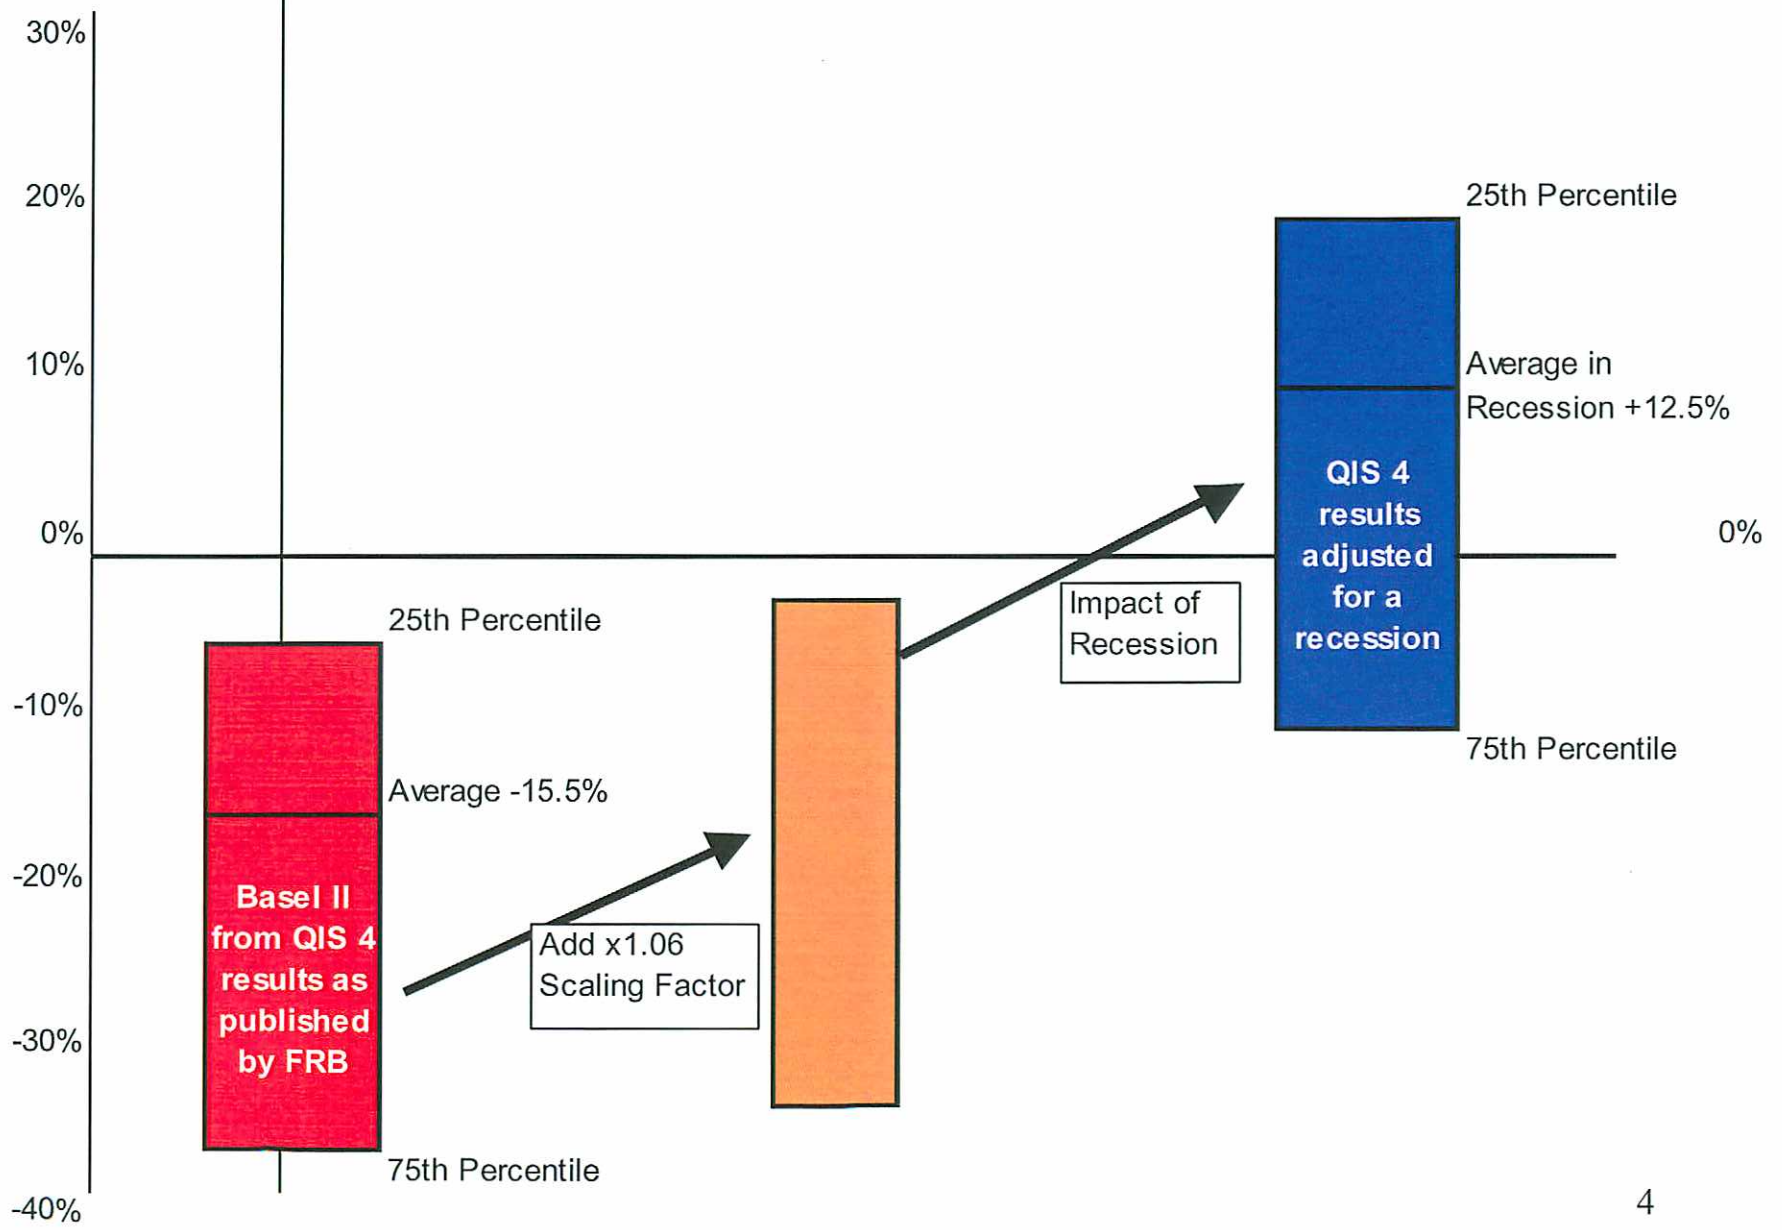 30%
20%
10%
0%
-10%
-20%
-30%
-40%
25th Percentile
Average -15.5%
Basel II
from QIS 4
results as
published
by FRB
75th Percentile
Add x1.06
Scaling Factor
Impact of
Recession
25th Percentile
Average in
Recession +12.5%
QIS 4
results
adjusted
for a
recession
75th Percentile
0%
4